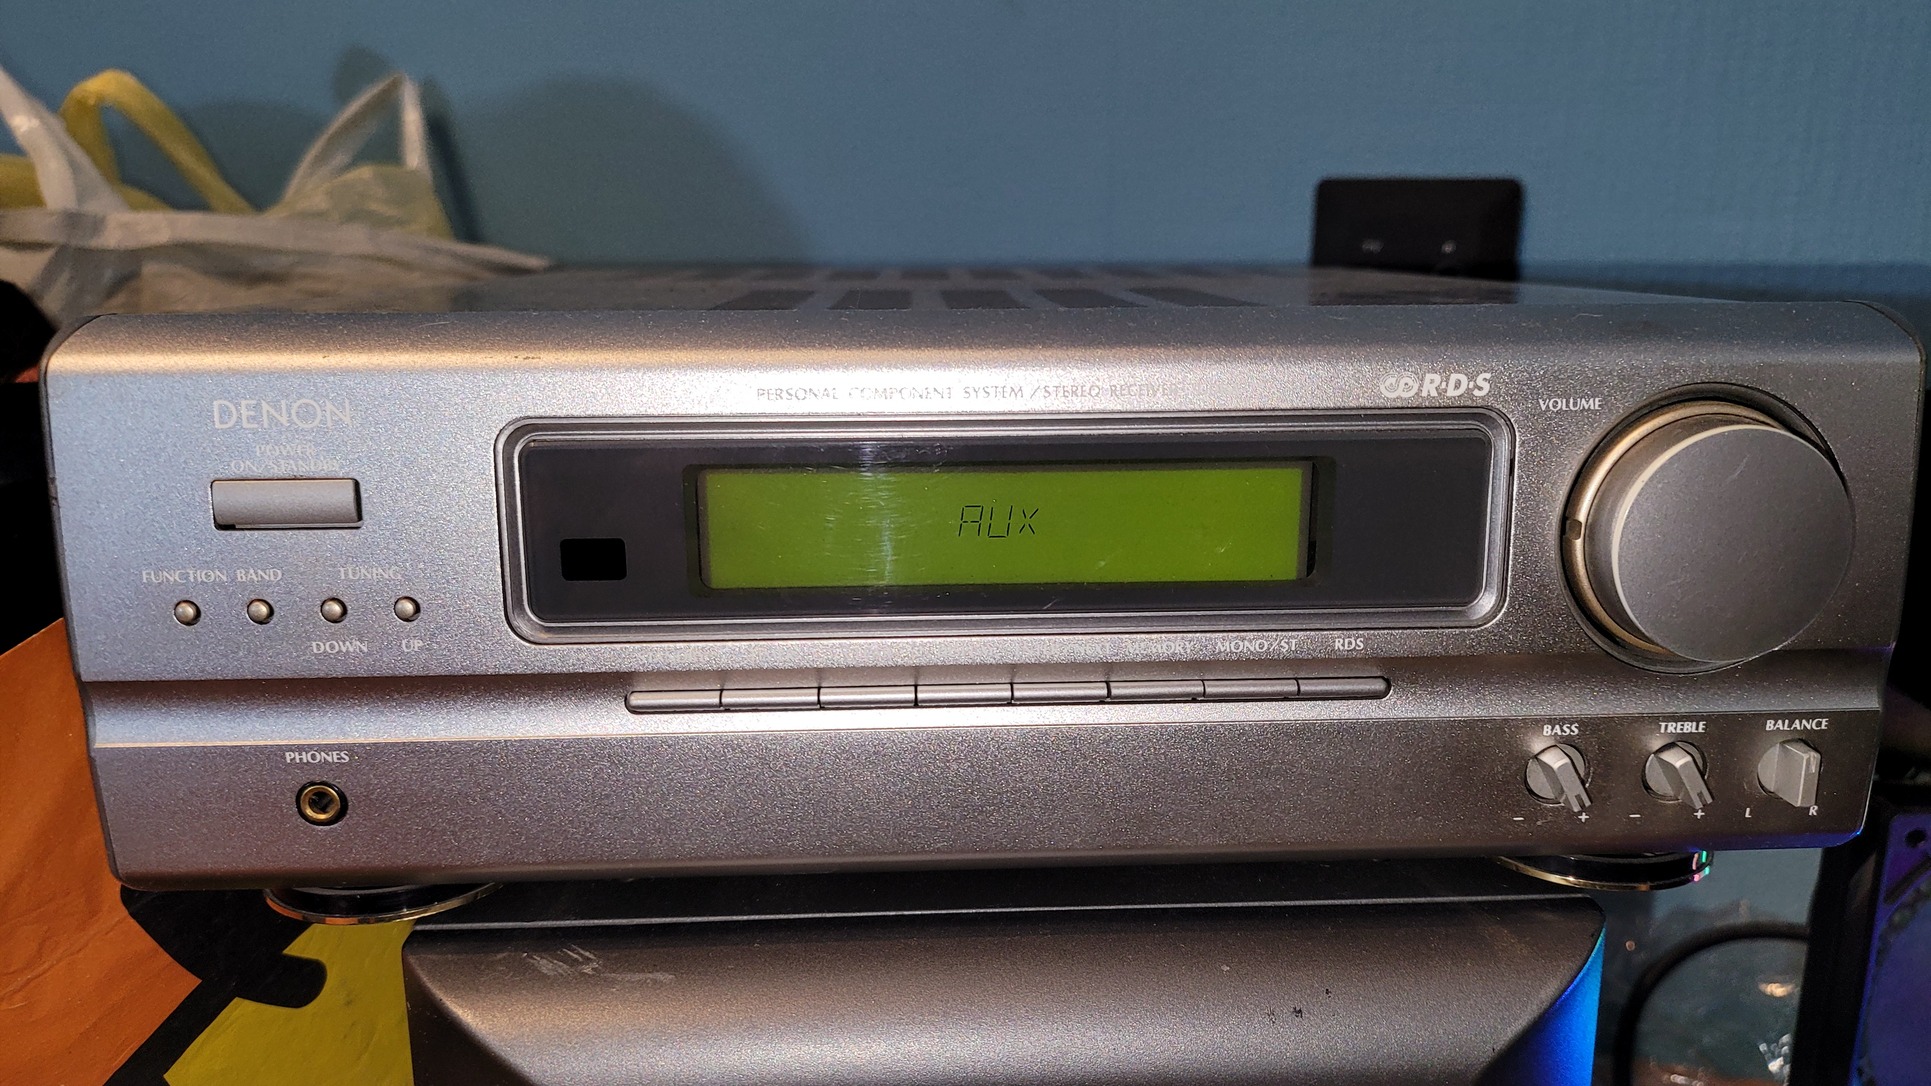 PERSONAL COMPONENT SYSTEM / STEREO RECEIVER
R·D·S
DENON
VOLUME
POWER
ON/STANDBY
AUX
FUNCTION BAND TUNING
DOWN UP
MEMORY MONO/ST RDS
BASS TREBLE BALANCE
PHONES
- + - + L R